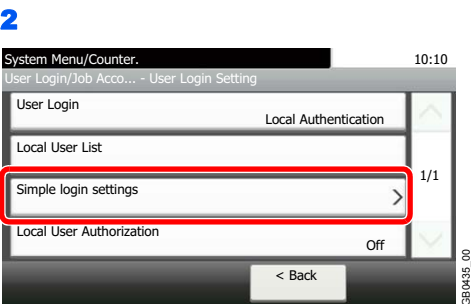 2
System Menu/Counter. 10:10
User Login/Job Acco... - User Login Setting
User Login
Local Authentication
Local User List
1/1
Simple login settings
Local User Authorization
Off
< Back
GB0435_00